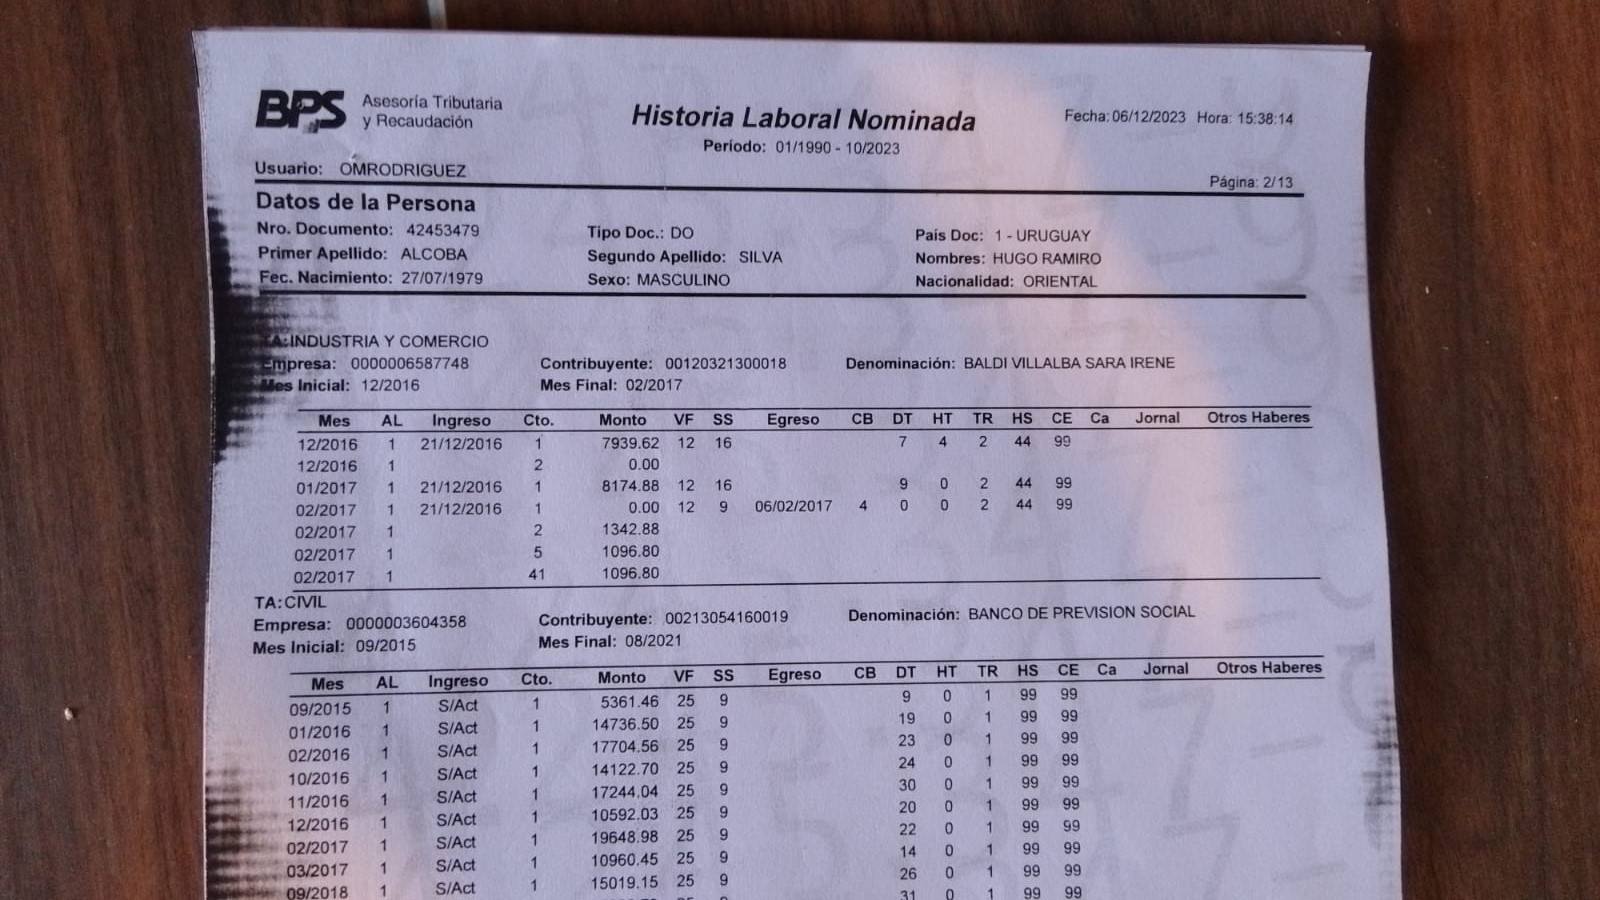 BPS Asesoría Tributaria y Recaudación
Historia Laboral Nominada
Fecha: 06/12/2023 Hora: 15:38:14
Período: 01/1990 - 10/2023
Usuario: OMRODRIGUEZ
Página: 2/13
Datos de la Persona
Nro. Documento: 42453479 Tipo Doc.: DO País Doc: 1 - URUGUAY
Primer Apellido: ALCOBA Segundo Apellido: SILVA Nombres: HUGO RAMIRO
Fec. Nacimiento: 27/07/1979 Sexo: MASCULINO Nacionalidad: ORIENTAL
TA: INDUSTRIA Y COMERCIO
Empresa: 0000006587748 Contribuyente: 00120321300018 Denominación: BALDI VILLALBA SARA IRENE
Mes Inicial: 12/2016 Mes Final: 02/2017
Mes AL Ingreso Cto. Monto VF SS Egreso CB DT HT TR HS CE Ca Jornal Otros Haberes
12/2016 1 21/12/2016 1 7939.62 12 16 7 4 2 44 99
12/2016 1 2 0.00
01/2017 1 21/12/2016 1 8174.88 12 16 9 0 2 44 99
02/2017 1 21/12/2016 1 0.00 12 9 06/02/2017 4 0 0 2 44 99
02/2017 1 2 1342.88
02/2017 1 5 1096.80
02/2017 1 41 1096.80
TA: CIVIL
Empresa: 0000003604358 Contribuyente: 00213054160019 Denominación: BANCO DE PREVISION SOCIAL
Mes Inicial: 09/2015 Mes Final: 08/2021
Mes AL Ingreso Cto. Monto VF SS Egreso CB DT HT TR HS CE Ca Jornal Otros Haberes
09/2015 1 S/Act 1 5361.46 25 9 9 0 1 99 99
01/2016 1 S/Act 1 14736.50 25 9 19 0 1 99 99
02/2016 1 S/Act 1 17704.56 25 9 23 0 1 99 99
10/2016 1 S/Act 1 14122.70 25 9 24 0 1 99 99
11/2016 1 S/Act 1 17244.04 25 9 30 0 1 99 99
12/2016 1 S/Act 1 10592.03 25 9 20 0 1 99 99
02/2017 1 S/Act 1 19648.98 25 9 22 0 1 99 99
03/2017 1 S/Act 1 10960.45 25 9 14 0 1 99 99
09/2018 1 S/Act 1 15019.15 25 9 26 0 1 99 99
31 0 1 99 99